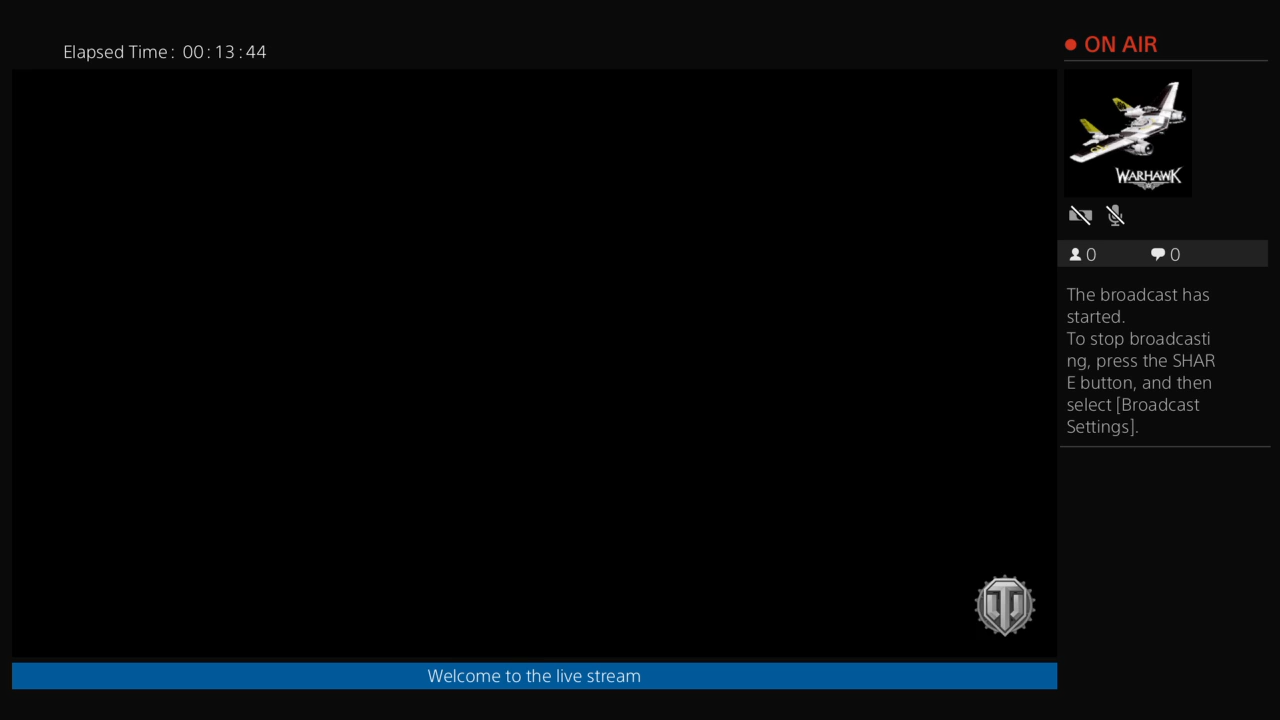 Elapsed Time: 00:13:44
ON AIR
WARHAWK
0 0
The broadcast has
started.
To stop broadcasti
ng, press the SHAR
E button, and then
select [Broadcast
Settings].
Welcome to the live stream